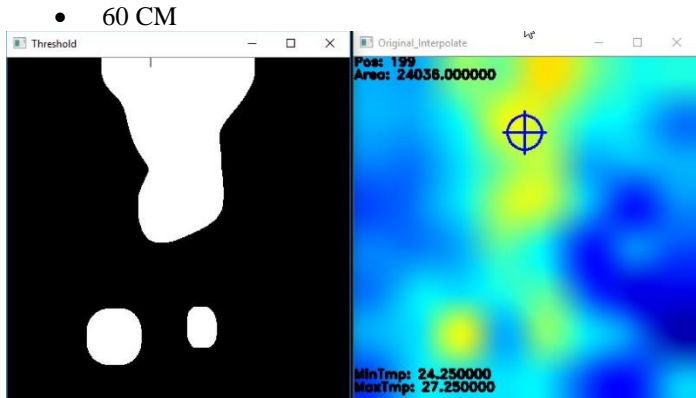 • 60 CM
Threshold
Original_Interpolate
Pos: 199
Area: 24036.000000
MinTmp: 24.250000
MaxTmp: 27.250000